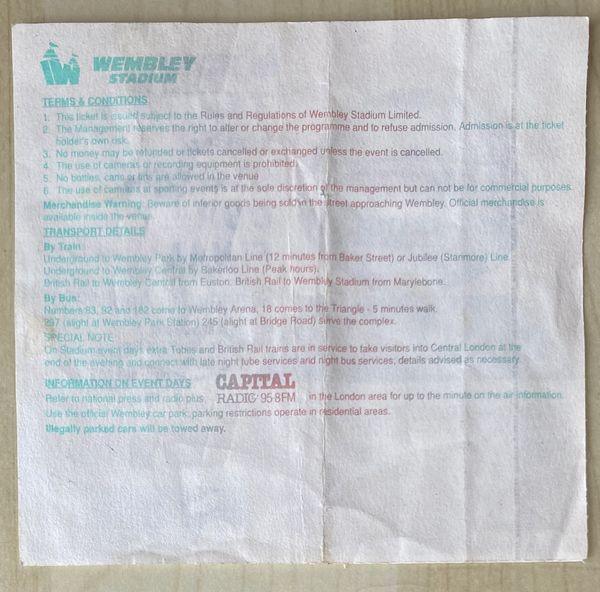 WEMBLEY
STADIUM
TERMS & CONDITIONS
1. This ticket is issued subject to the Rules and Regulations of Wembley Stadium Limited.
2. The Management reserves the right to alter or change the programme and to refuse admission. Admission is at the ticket
holder's own risk.
3. No money may be refunded or tickets cancelled or exchanged unless the event is cancelled.
4. The use of cameras or recording equipment is prohibited.
5. No bottles, cans or tins are allowed in the venue
6. The use of cameras at sporting events is at the sole discretion of the management but can not be for commercial purposes.
Merchandise Warning: Beware of inferior goods being sold in the street approaching Wembley. Official merchandise is
available inside the venue.
TRANSPORT DETAILS
By Train:
Underground to Wembley Park by Metropolitan Line (12 minutes from Baker Street) or Jubilee (Stanmore) Line.
Underground to Wembley Central by Bakerloo Line (Peak hours).
British Rail to Wembley Central from Euston. British Rail to Wembley Stadium from Marylebone.
By Bus:
Numbers 83, 92 and 182 come to Wembley Arena, 18 comes to the Triangle - 5 minutes walk.
297 (alight at Wembley Park Station) 245 (alight at Bridge Road) serve the complex.
SPECIAL NOTE:
On Stadium event days extra Tubes and British Rail trains are in service to take visitors into Central London at the
end of the evening and connect with late night tube services and night bus services, details advised as necessary.
INFORMATION ON EVENT DAYS
Refer to national press and radio plus CAPITAL RADIO 95·8FM in the London area for up to the minute on the air information.
Use the official Wembley car park, parking restrictions operate in residential areas.
Illegally parked cars will be towed away.